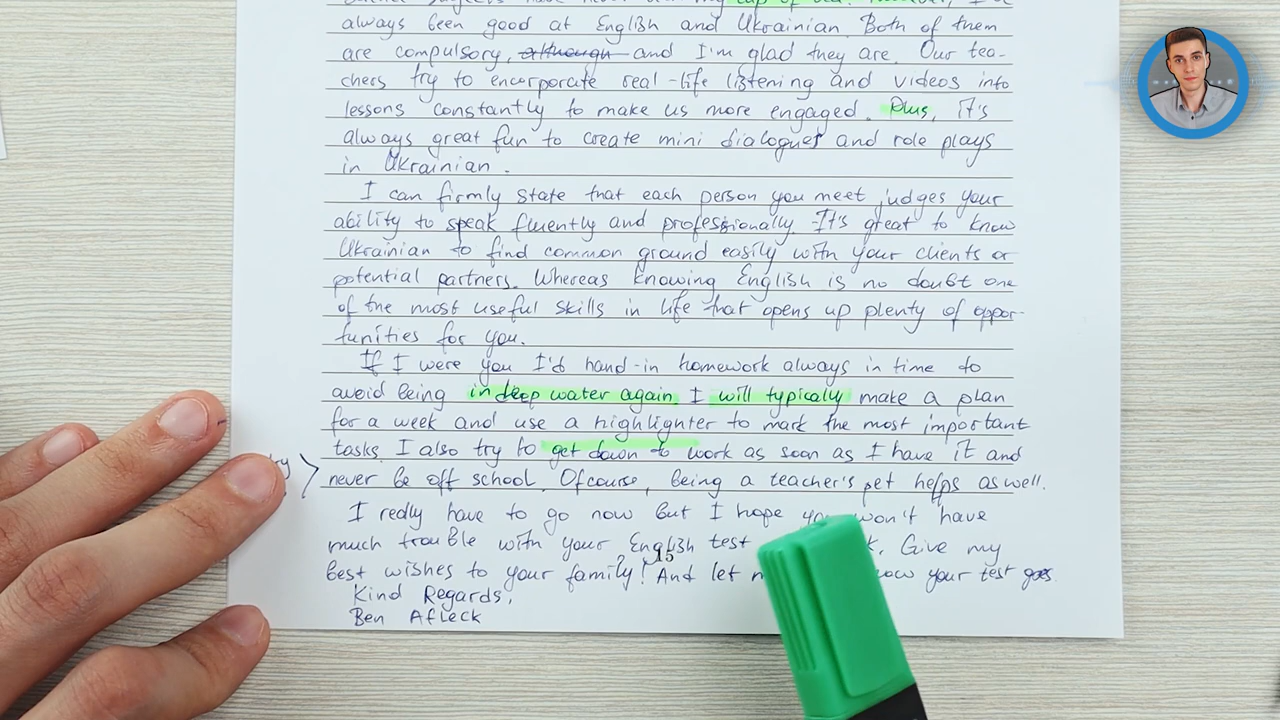 cup of tea. However, I've
always been good at English and Ukrainian. Both of them
are compulsory, although and I'm glad they are. Our tea-
chers try to encorporate real-life listening and videos into
lessons constantly to make us more engaged. Plus, it's
always great fun to create mini dialogues and role plays
in Ukrainian.
I can firmly state that each person you meet judges your
ability to speak fluently and professionally. It's great to know
Ukrainian to find common ground easily with your clients or
potential partners. Whereas knowing English is no doubt one
of the most useful skills in life that opens up plenty of oppor-
tunities for you.
If I were you I'd hand-in homework always in time to
avoid being in deep water again. I will typically make a plan
for a week and use a highlighter to mark the most important
tasks. I also try to get down to work as soon as I have it and
never be off school. Ofcourse, being a teacher's pet helps as well.
I really have to go now but I hope you won't have
much trouble with your English test Give my
best wishes to your family! And let your test goes
Kind Regards,
Ben Afleck
15